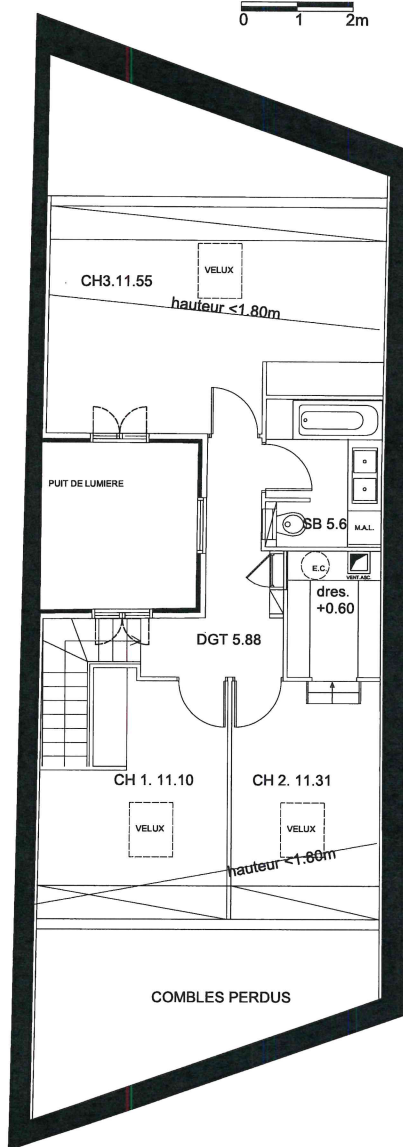 0 1 2m
VELUX
CH3.11.55
hauteur <1.80m
PUIT DE LUMIERE
SB 5.6
M.A.L.
E.C.
VENT.ASC.
dres.
+0.60
DGT 5.88
CH 1. 11.10
CH 2. 11.31
VELUX
VELUX
hauteur <1.80m
COMBLES PERDUS